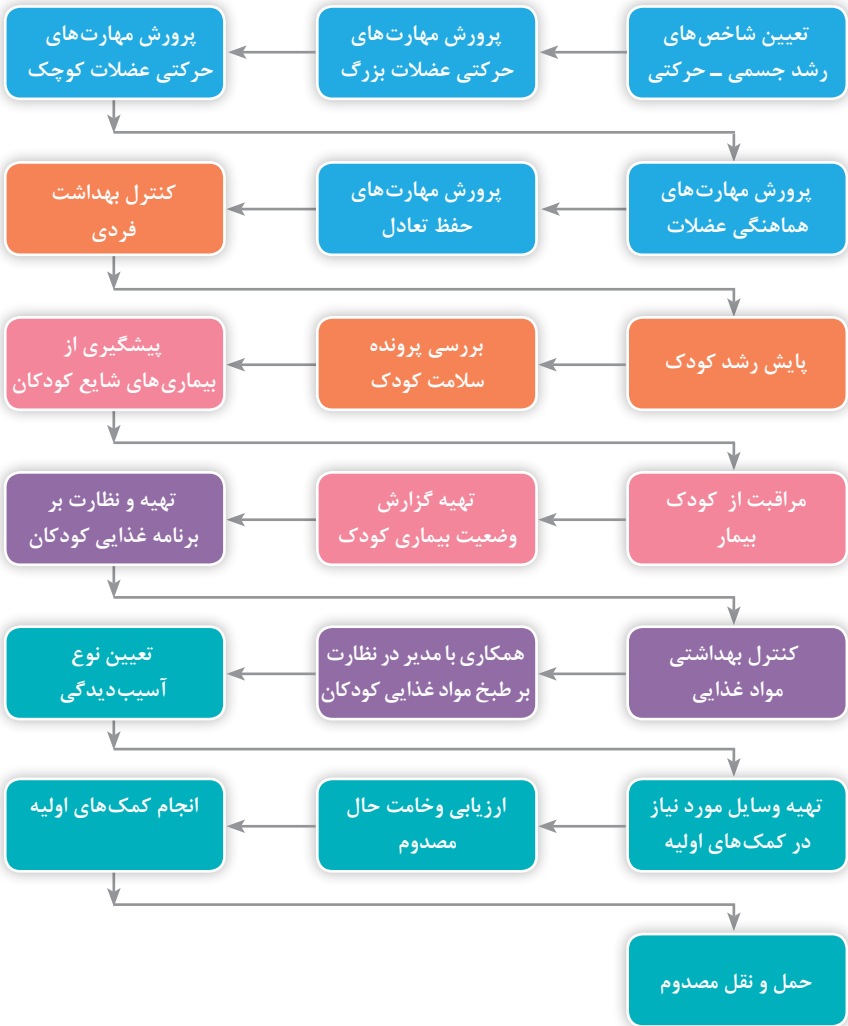 تعیین شاخص‌های
رشد جسمی ـ حرکتی
پرورش مهارت‌های
حرکتی عضلات بزرگ
پرورش مهارت‌های
حرکتی عضلات کوچک
پرورش مهارت‌های
هماهنگی عضلات
پرورش مهارت‌های
حفظ تعادل
کنترل بهداشت
فردی
پایش رشد کودک
بررسی پرونده
سلامت کودک
پیشگیری از
بیماری‌های شایع کودکان
مراقبت از کودک
بیمار
تهیه گزارش
وضعیت بیماری کودک
تهیه و نظارت بر
برنامه غذایی کودکان
کنترل بهداشتی
مواد غذایی
همکاری با مدیر در نظارت
بر طبخ مواد غذایی کودکان
تعیین نوع
آسیب‌دیدگی
تهیه وسایل مورد نیاز
در کمک‌های اولیه
ارزیابی وخامت حال
مصدوم
انجام کمک‌های اولیه
حمل و نقل مصدوم